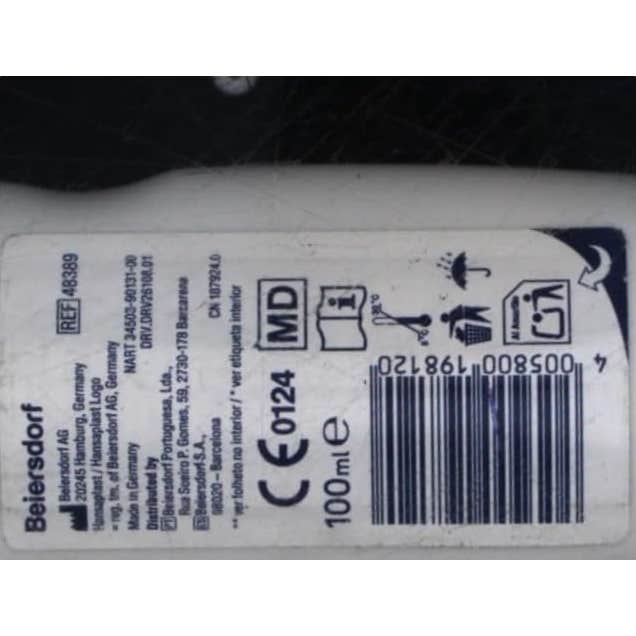 Beiersdorf
Beiersdorf AG
20245 Hamburg, Germany
REF 48389
Hansaplast / Hansaplast Logo
= reg. tm. of Beiersdorf AG, Germany
Made in Germany
NART 34503-90131-00
Distributed by
DRV.DRV26108.01
PT Beiersdorf Portuguesa, Lda.,
Rua Soeiro P. Gomes, 59, 2730-178 Barcarena
ES Beiersdorf S.A.,
08020 – Barcelona
CN 187924.0
** ver folheto no interior / * ver etiqueta interior
CE 0124
MD
100ml e
4 005800 198120